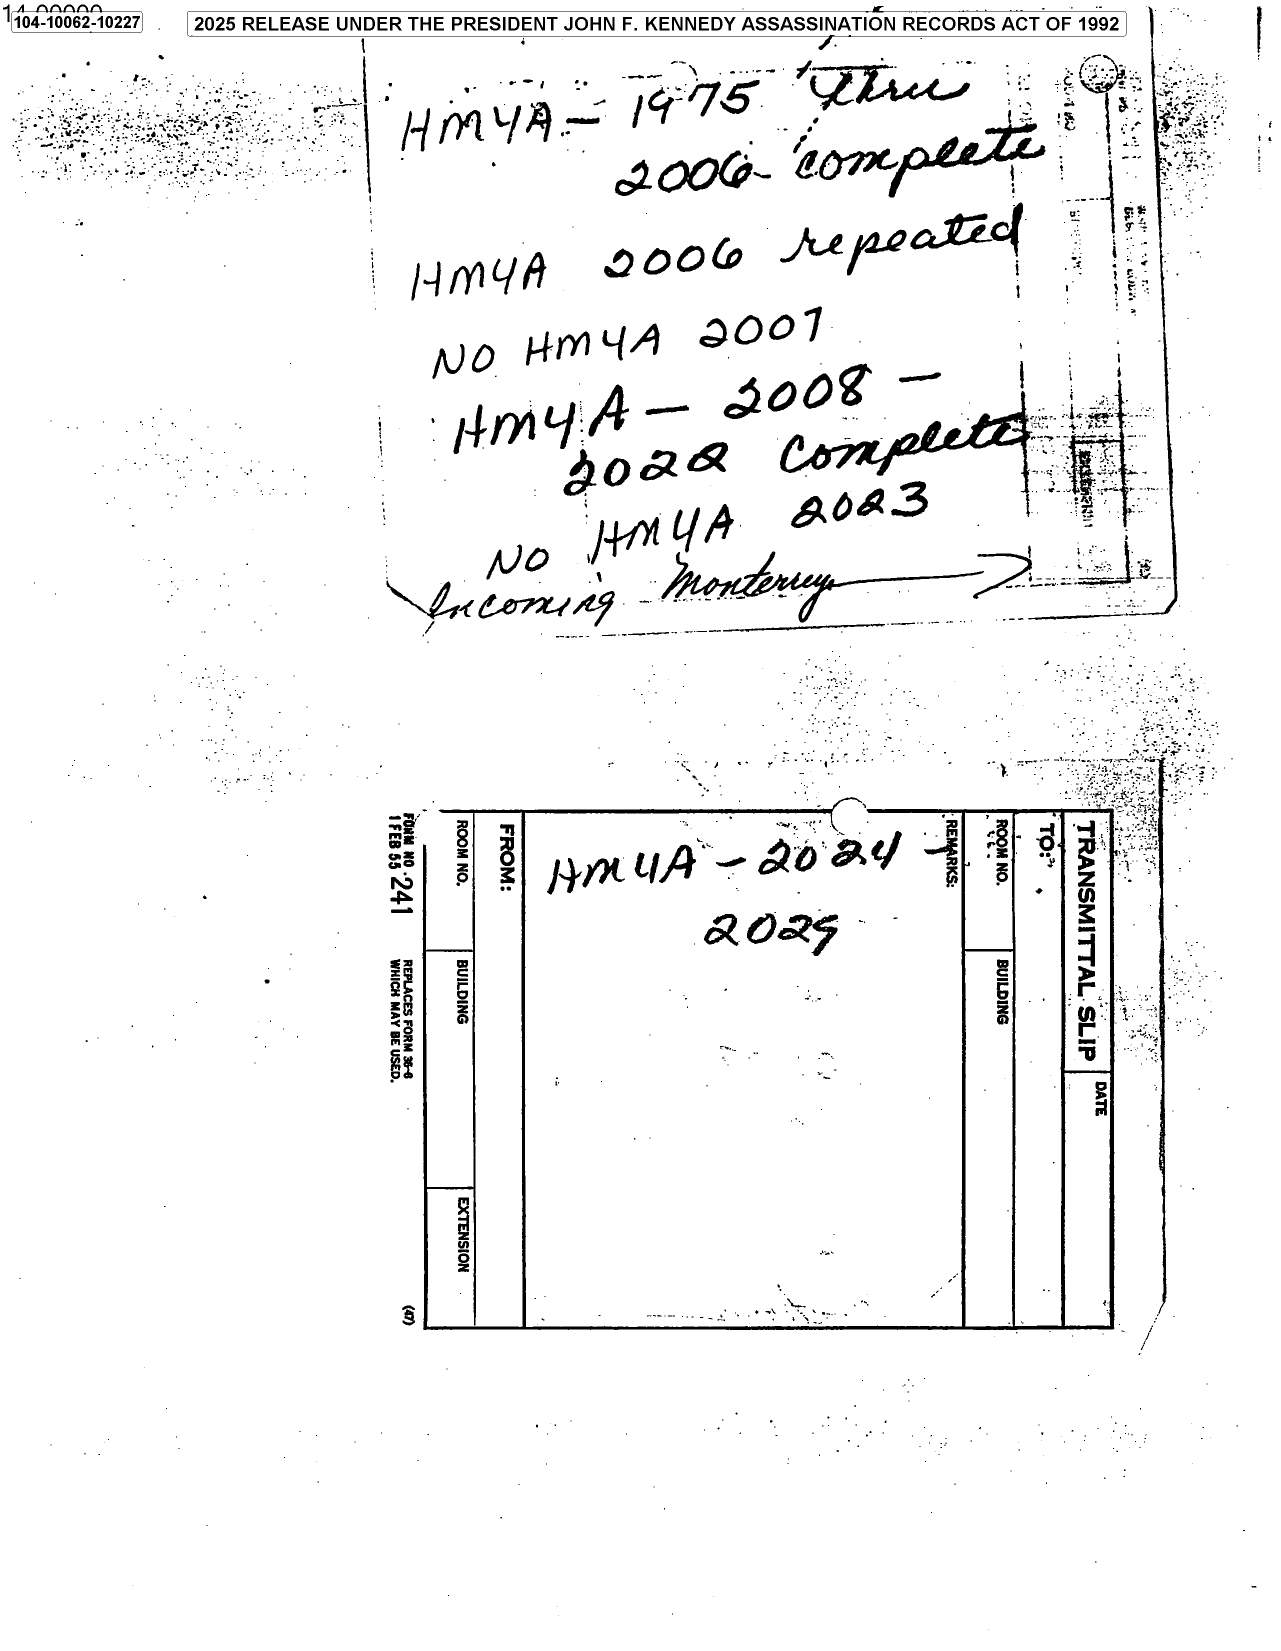 104-10062-10227
2025 RELEASE UNDER THE PRESIDENT JOHN F. KENNEDY ASSASSINATION RECORDS ACT OF 1992
HMYA - 1975 thru
2006 - complete
HMYA 2006 repeated
NO HMYA 2007
HMYA - 2008 -
2022 Complete
NO HMYA 2023
Incoming Monterrey
TRANSMITTAL SLIP
DATE
TO:
ROOM NO.
BUILDING
REMARKS:
HMYA - 2024 -
2029
FROM:
ROOM NO.
BUILDING
EXTENSION
FORM NO. 241
1 FEB 55
REPLACES FORM 36-8
WHICH MAY BE USED.
(47)